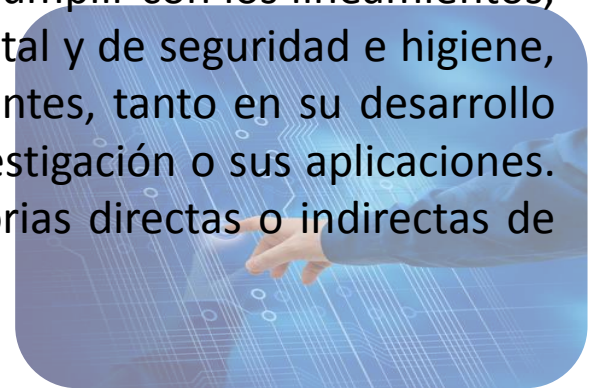 con los lineamientos,
tal y de seguridad e higiene,
ntes, tanto en su desarrollo
estigación o sus aplicaciones.
rias directas o indirectas de